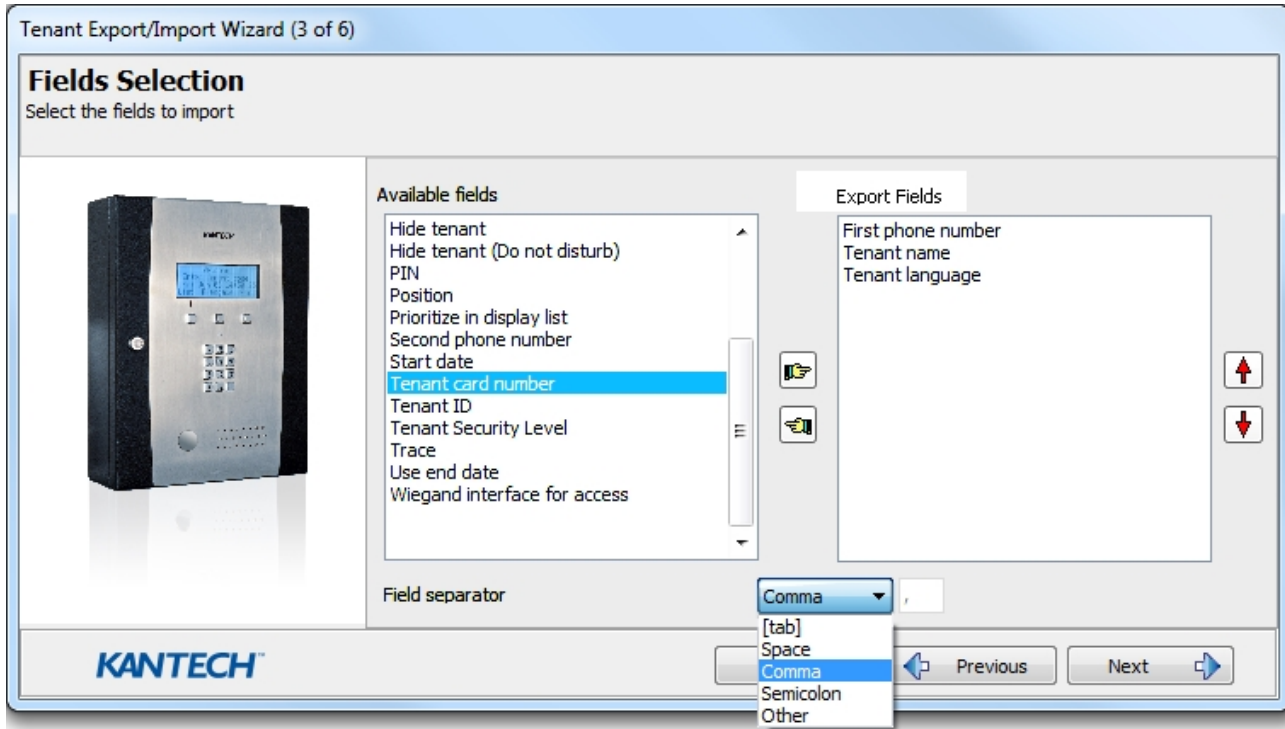 Tenant Export/Import Wizard (3 of 6)
Fields Selection
Select the fields to import
Available fields
Hide tenant
Hide tenant (Do not disturb)
PIN
Position
Prioritize in display list
Second phone number
Start date
Tenant card number
Tenant ID
Tenant Security Level
Trace
Use end date
Wiegand interface for access
Export Fields
First phone number
Tenant name
Tenant language
KANTECH
Field separator
Comma
,
[tab]
Space
Comma
Semicolon
Other
KANTECH
Previous
Next